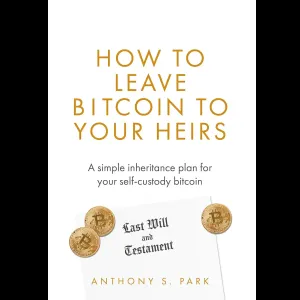 HOW TO
LEAVE
BITCOIN TO
YOUR HEIRS
A simple inheritance plan for
your self-custody bitcoin
Last Will
and
Testament
ANTHONY S. PARK